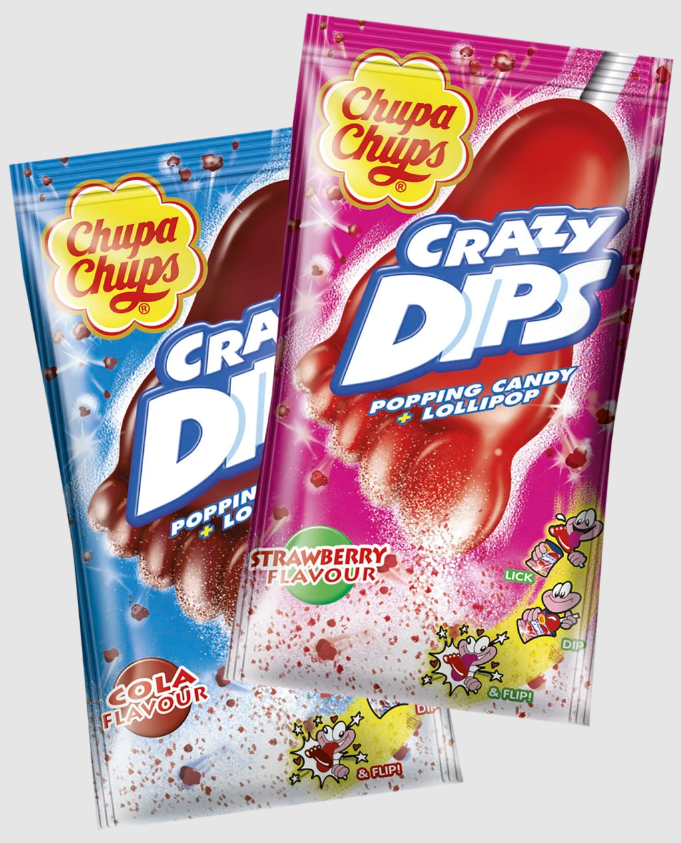 Chupa
Chups
®
CRAZY
DIPS
POPPING CANDY
+ LOLLIPOP
STRAWBERRY
FLAVOUR
LICK
DIP
& FLIP!
Chupa
Chups
®
CRA
DI
POPPIN
+ LO
COLA
FLAVOUR
DIP
& FLIP!